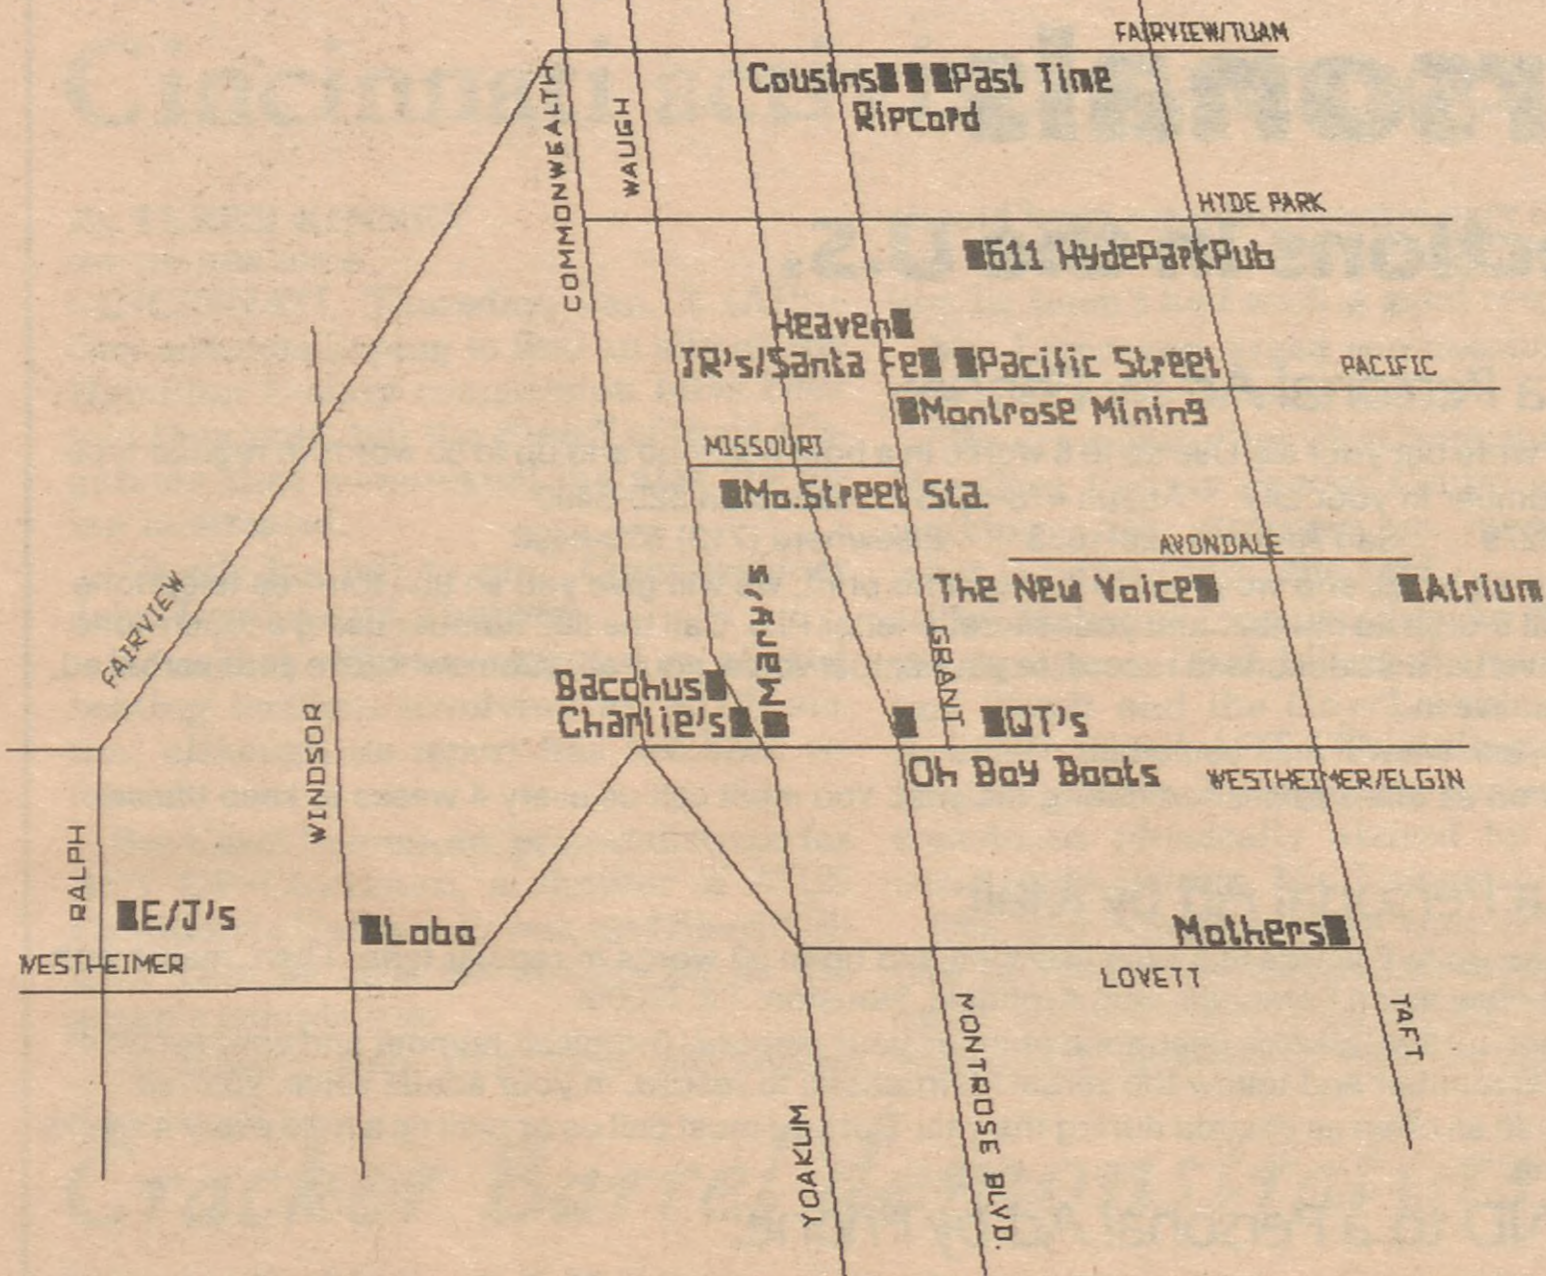 FAIRVIEW/TUAM
Cousins Past Time
Ripcord
COMMONWEALTH
WAUGH
HYDE PARK
611 HydeParkPub
Heaven
JR's/Santa Fe Pacific Street
PACIFIC
Montrose Mining
MISSOURI
Mo.Street Sta.
AVONDALE
The New Voice Atrium
FAIRVIEW
Mary's
GRANT
Bacchus
Charlie's QT's
WINDSOR
Oh Boy Boots WESTHEIMER/ELGIN
RALPH
E/J's
Lobo
Mothers
WESTHEIMER
LOVETT
TAFT
MONTROSE BLVD.
YOAKUM